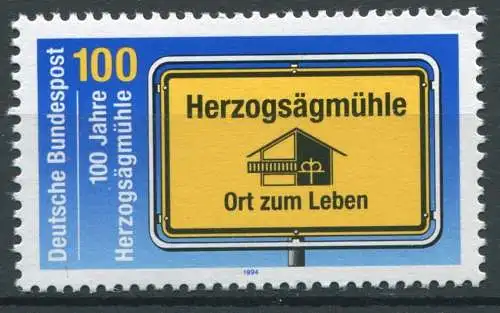 Deutsche Bundespost
100
100 Jahre
Herzogsägmühle
Herzogsägmühle
Ort zum Leben
1994